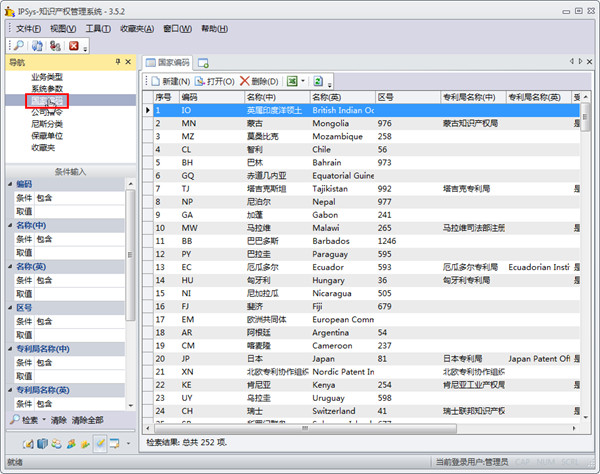 IPSys-知识产权管理系统 - 3.5.2
文件(F) 视图(V) 工具(T) 收藏夹(A) 窗口(W) 帮助(H)
导航
业务类型
系统参数
国家编码
公司指令
尼斯分类
保藏单位
收藏夹
条件输入
编码
条件 包含
取值
名称(中)
条件 包含
取值
名称(英)
条件 包含
取值
区号
条件 包含
取值
专利局名称(中)
条件 包含
取值
专利局名称(英)
条件 包含
检索 清除 清除全部
国家编码
新建(N) 打开(O) 删除(D)
序号 编码 名称(中) 名称(英) 区号 专利局名称(中) 专利局名称(英) 受
1 IO 英属印度洋领土 British Indian Oc
2 MN 蒙古 Mongolia 976 蒙古知识产权局 是
3 MZ 莫桑比克 Mozambique 258
4 CL 智利 Chile 56
5 BH 巴林 Bahrain 973
6 GQ 赤道几内亚 Equatorial Guine
7 TJ 塔吉克斯坦 Tajikistan 992 塔吉克专利局 是
8 NP 尼泊尔 Nepal 977
9 GA 加蓬 Gabon 241
10 MW 马拉维 Malawi 265 马拉维司法部注册 是
11 BB 巴巴多斯 Barbados 1246
12 PY 巴拉圭 Paraguay 595
13 EC 厄瓜多尔 Ecuador 593 厄瓜多尔专利局 Ecuadorian Insti 是
14 HU 匈牙利 Hungary 36 匈牙利专利局 是
15 NI 尼加拉瓜 Nicaragua 505
16 FJ 斐济 Fiji 679
17 EM 欧洲共同体 European Comm
18 AR 阿根廷 Argentina 54
19 CM 喀麦隆 Cameroon 237
20 JP 日本 Japan 81 日本专利局 Japan Patent Off 是
21 XN 北欧专利协作组织 Nordic Patent In 北欧专利协作组织
22 KE 肯尼亚 Kenya 254 肯尼亚工业产权局 是
23 UY 乌拉圭 Uruguay 598
24 CH 瑞士 Switzerland 41 瑞士联邦知识产权 是
检索结果: 总共 252 项.
就绪 当前登录用户:管理员 CAP NUM SCRL